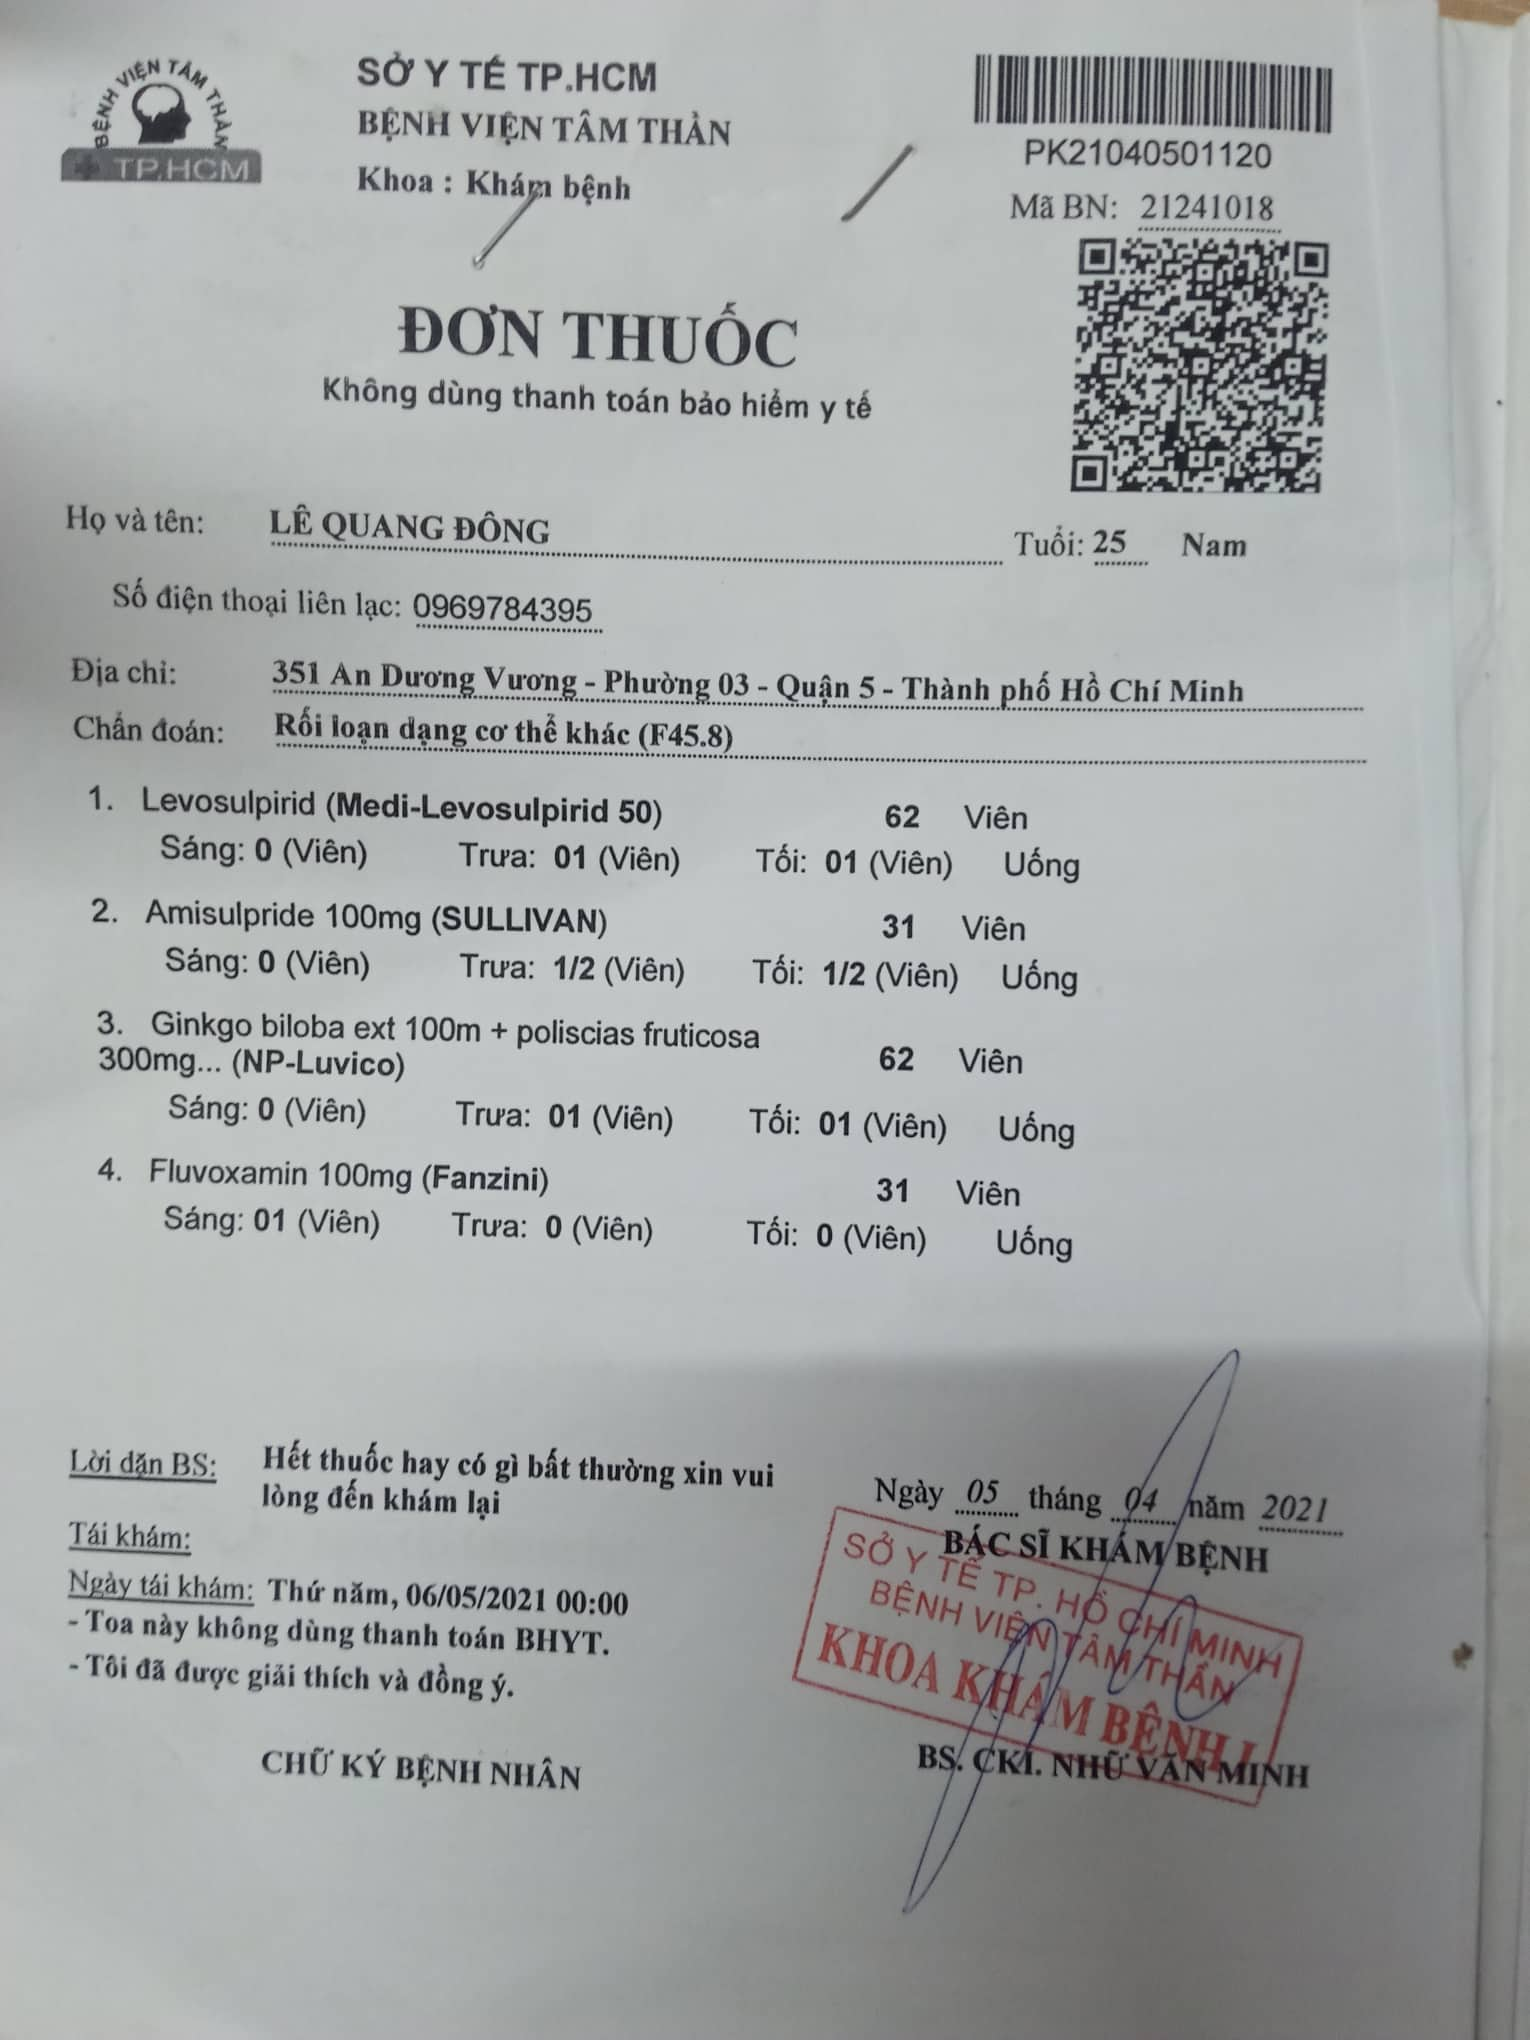 BỆNH VIỆN TÂM THẦN
TP.HCM
SỞ Y TẾ TP.HCM
BỆNH VIỆN TÂM THẦN
Khoa : Khám bệnh
PK21040501120
Mã BN: 21241018
ĐƠN THUỐC
Không dùng thanh toán bảo hiểm y tế
Họ và tên: LÊ QUANG ĐÔNG Tuổi: 25 Nam
Số điện thoại liên lạc: 0969784395
Địa chỉ: 351 An Dương Vương - Phường 03 - Quận 5 - Thành phố Hồ Chí Minh
Chẩn đoán: Rối loạn dạng cơ thể khác (F45.8)
1. Levosulpirid (Medi-Levosulpirid 50) 62 Viên
Sáng: 0 (Viên) Trưa: 01 (Viên) Tối: 01 (Viên) Uống
2. Amisulpride 100mg (SULLIVAN) 31 Viên
Sáng: 0 (Viên) Trưa: 1/2 (Viên) Tối: 1/2 (Viên) Uống
3. Ginkgo biloba ext 100m + poliscias fruticosa
300mg... (NP-Luvico) 62 Viên
Sáng: 0 (Viên) Trưa: 01 (Viên) Tối: 01 (Viên) Uống
4. Fluvoxamin 100mg (Fanzini) 31 Viên
Sáng: 01 (Viên) Trưa: 0 (Viên) Tối: 0 (Viên) Uống
Lời dặn BS: Hết thuốc hay có gì bất thường xin vui
lòng đến khám lại
Tái khám:
Ngày tái khám: Thứ năm, 06/05/2021 00:00
- Toa này không dùng thanh toán BHYT.
- Tôi đã được giải thích và đồng ý.
CHỮ KÝ BỆNH NHÂN
Ngày 05 tháng 04 năm 2021
BÁC SĨ KHÁM BỆNH
SỞ Y TẾ TP. HỒ CHÍ MINH
BỆNH VIỆN TÂM THẦN
KHOA KHÁM BỆNH I
BS. CKI. NHỮ VĂN MINH